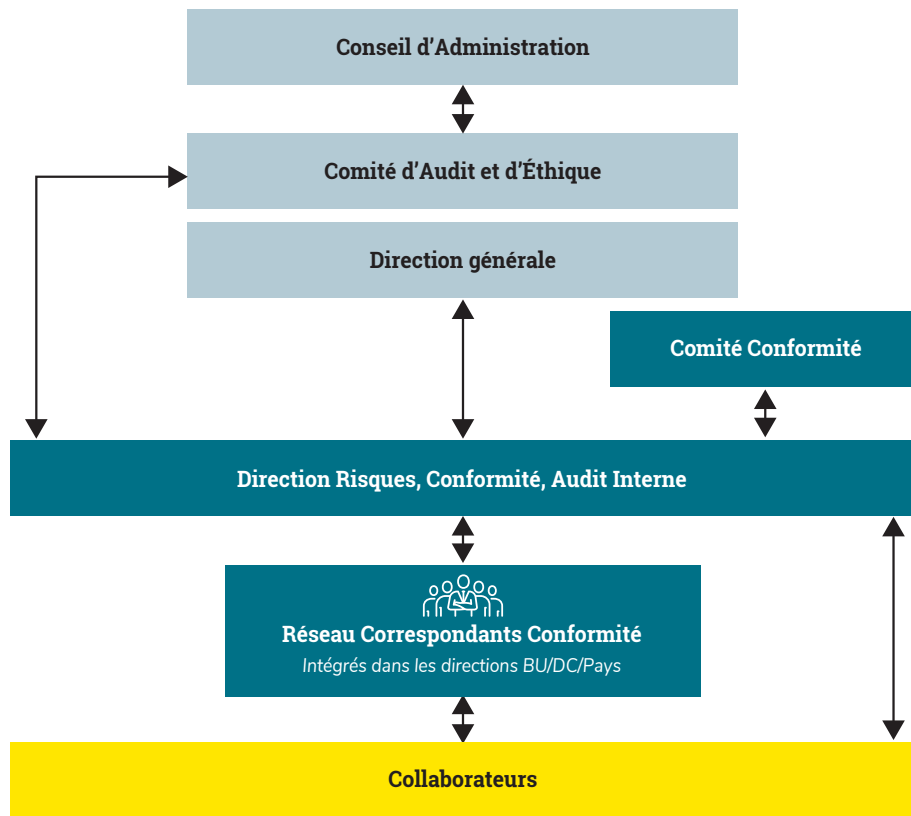 Conseil d’Administration
Comité d’Audit et d’Éthique
Direction générale
Comité Conformité
Direction Risques, Conformité, Audit Interne
Réseau Correspondants Conformité
Intégrés dans les directions BU/DC/Pays
Collaborateurs